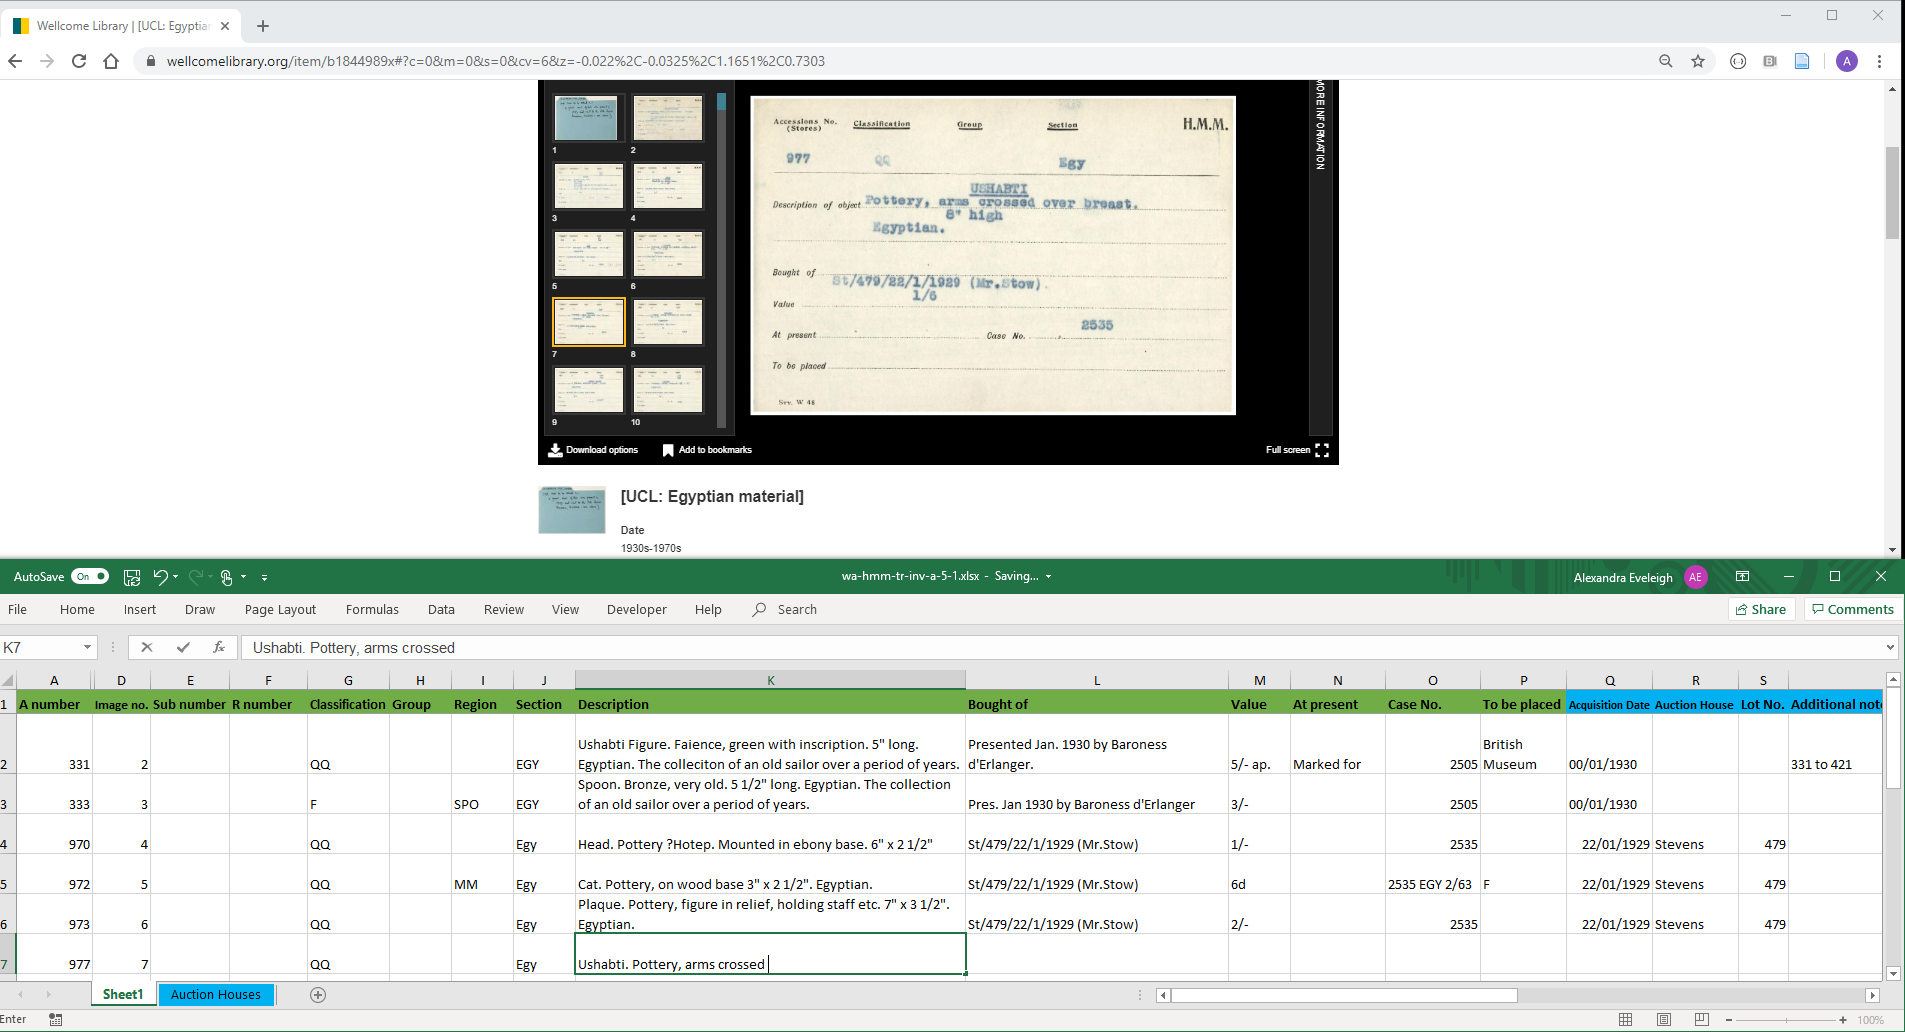 Wellcome Library | [UCL: Egyptia
wellcomelibrary.org/item/b1844989x#?c=0&m=0&s=0&cv=6&z=-0.022%2C-0.0325%2C1.1651%2C0.7303
A
1 2
3 4
5 6
7 8
9 10
MORE INFORMATION
Accessions No. (Stores) Classification Group Section H.M.M.
977 QQ Egy
USHABTI
Description of object Pottery, arms crossed over breast.
8" high
Egyptian.
Bought of St/479/22/1/1929 (Mr.Stow).
1/6
Value
2535
At present Case No.
To be placed
Download options Add to bookmarks Full screen
[UCL: Egyptian material]
Date
1930s-1970s
AutoSave On wa-hmm-tr-inv-a-5-1.xlsx - Saving... Alexandra Eveleigh AE
File Home Insert Draw Page Layout Formulas Data Review View Developer Help Search Share Comments
K7 fx Ushabti. Pottery, arms crossed
A D E F G H I J K L M N O P Q R S
1 A number Image no. Sub number R number Classification Group Region Section Description Bought of Value At present Case No. To be placed Acquisition Date Auction House Lot No. Additional note
Ushabti Figure. Faience, green with inscription. 5" long. Presented Jan. 1930 by Baroness British
2 331 2 QQ EGY Egyptian. The colleciton of an old sailor over a period of years. d'Erlanger. 5/- ap. Marked for 2505 Museum 00/01/1930 331 to 421
Spoon. Bronze, very old. 5 1/2" long. Egyptian. The collection
3 333 3 F SPO EGY of an old sailor over a period of years. Pres. Jan 1930 by Baroness d'Erlanger 3/- 2505 00/01/1930
4 970 4 QQ Egy Head. Pottery ?Hotep. Mounted in ebony base. 6" x 2 1/2" St/479/22/1/1929 (Mr.Stow) 1/- 2535 22/01/1929 Stevens 479
5 972 5 QQ MM Egy Cat. Pottery, on wood base 3" x 2 1/2". Egyptian. St/479/22/1/1929 (Mr.Stow) 6d 2535 EGY 2/63 F 22/01/1929 Stevens 479
Plaque. Pottery, figure in relief, holding staff etc. 7" x 3 1/2".
6 973 6 QQ Egy Egyptian. St/479/22/1/1929 (Mr.Stow) 2/- 2535 22/01/1929 Stevens 479
7 977 7 QQ Egy Ushabti. Pottery, arms crossed
Sheet1 Auction Houses
Enter 100%